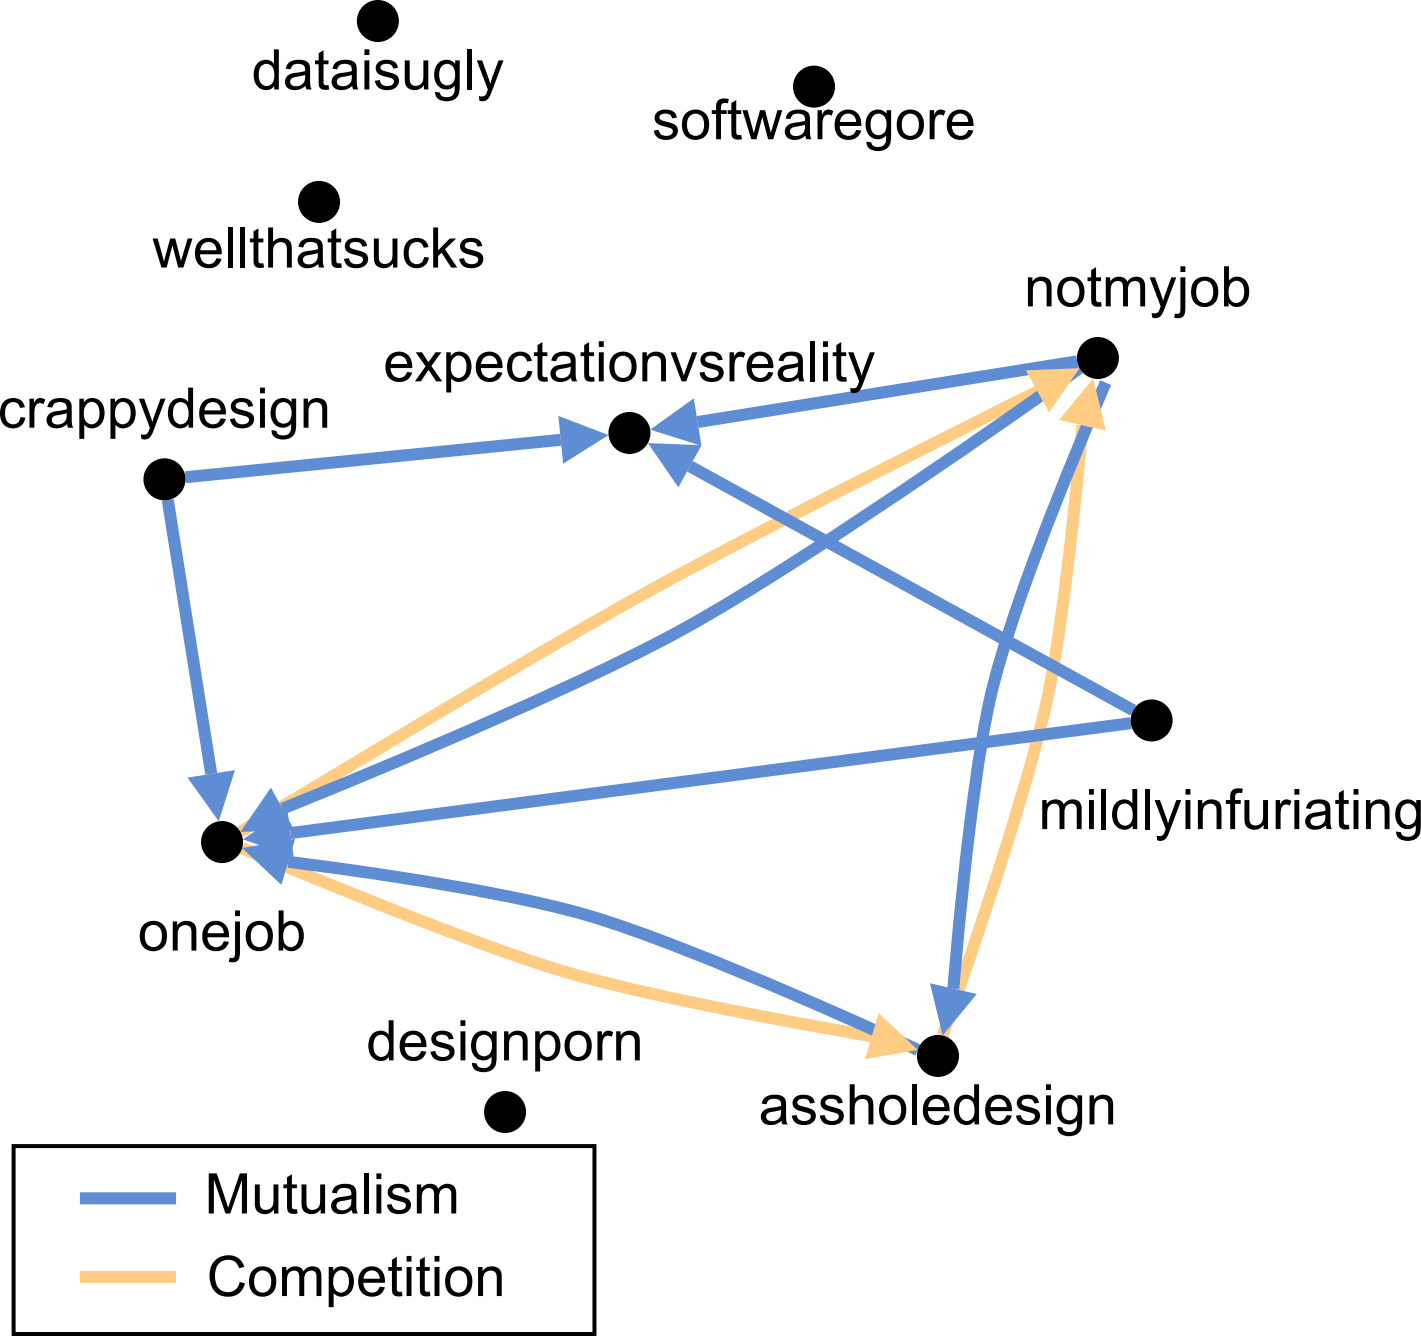 dataisugly
softwaregore
wellthatsucks
notmyjob
expectationvsreality
crappydesign
mildlyinfuriating
onejob
designporn
assholedesign
Mutualism
Competition